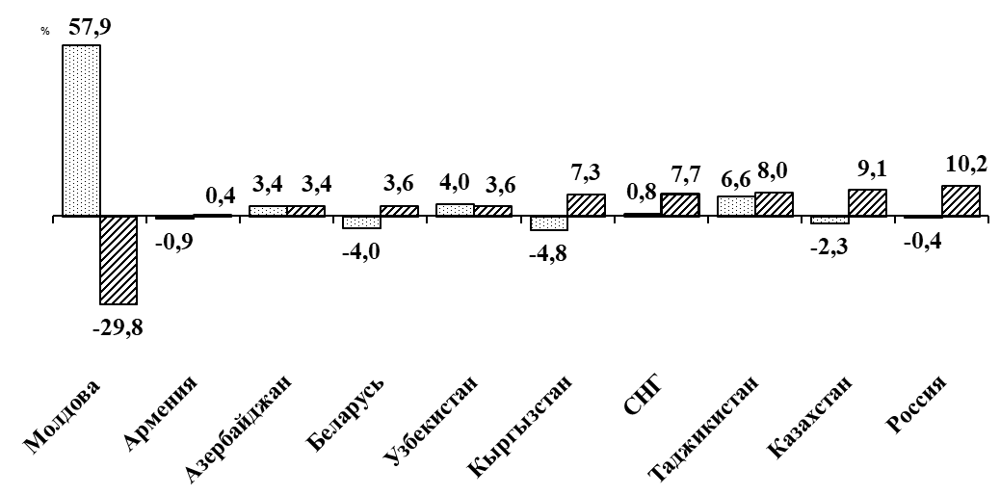 % 57,9
-29,8
-0,9
0,4
3,4
3,4
-4,0
3,6
4,0
3,6
-4,8
7,3
0,8
7,7
6,6
8,0
-2,3
9,1
-0,4
10,2
Молдова
Армения
Азербайджан
Беларусь
Узбекистан
Кыргызстан
СНГ
Таджикистан
Казахстан
Россия